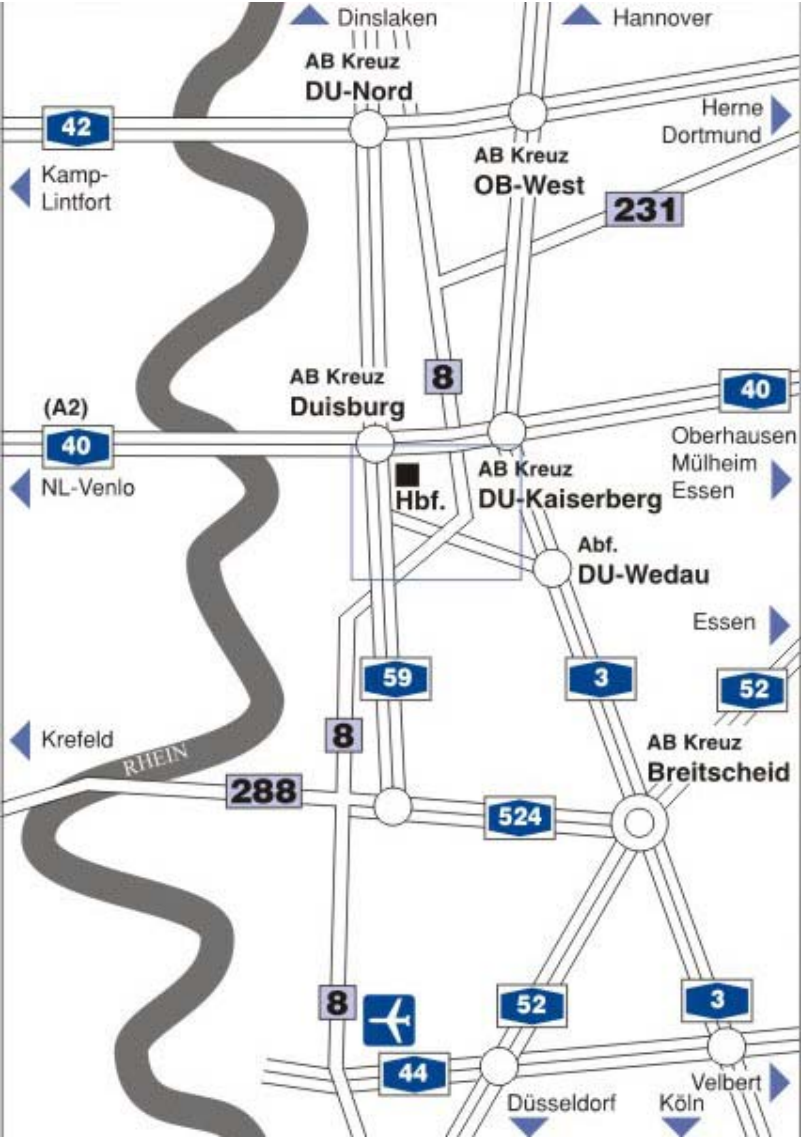 Dinslaken
Hannover
AB Kreuz
DU-Nord
42
Herne
Dortmund
AB Kreuz
OB-West
Kamp-
Lintfort
231
8
AB Kreuz
Duisburg
40
(A2)
40
Oberhausen
Mülheim
Essen
NL-Venlo
Hbf.
AB Kreuz
DU-Kaiserberg
Abf.
DU-Wedau
Essen
59
3
52
8
Krefeld
RHEIN
AB Kreuz
Breitscheid
288
524
8
52
3
44
Velbert
Düsseldorf
Köln